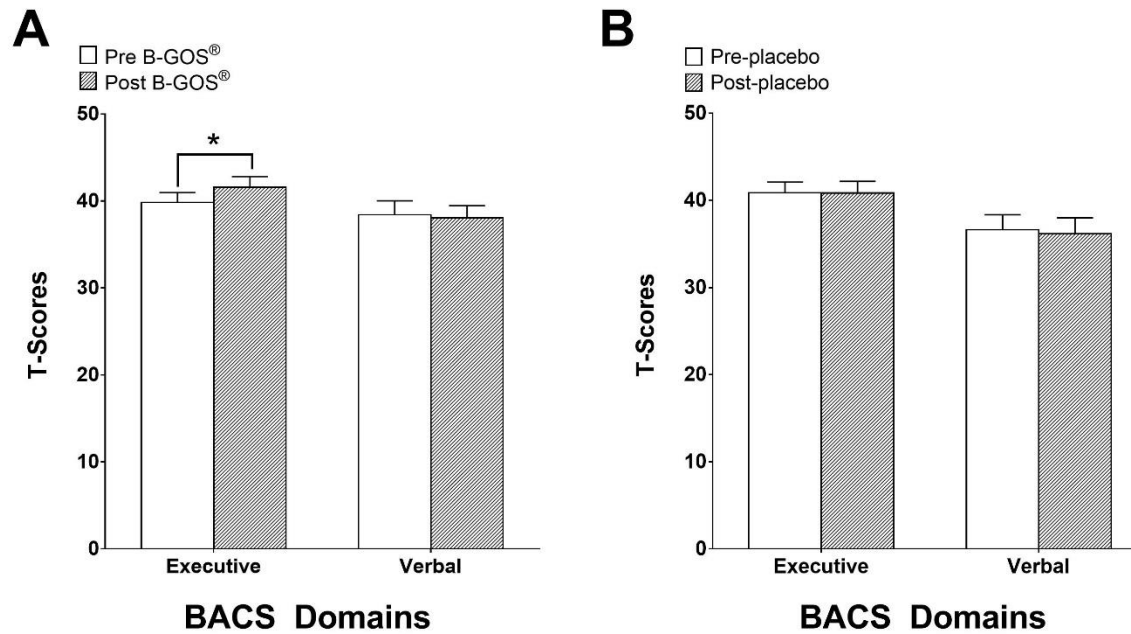 A
Pre B-GOS®
Post B-GOS®
50
*
40
30
20
10
0
T-Scores
Executive
Verbal
BACS Domains
B
Pre-placebo
Post-placebo
50
40
30
20
10
0
T-Scores
Executive
Verbal
BACS Domains